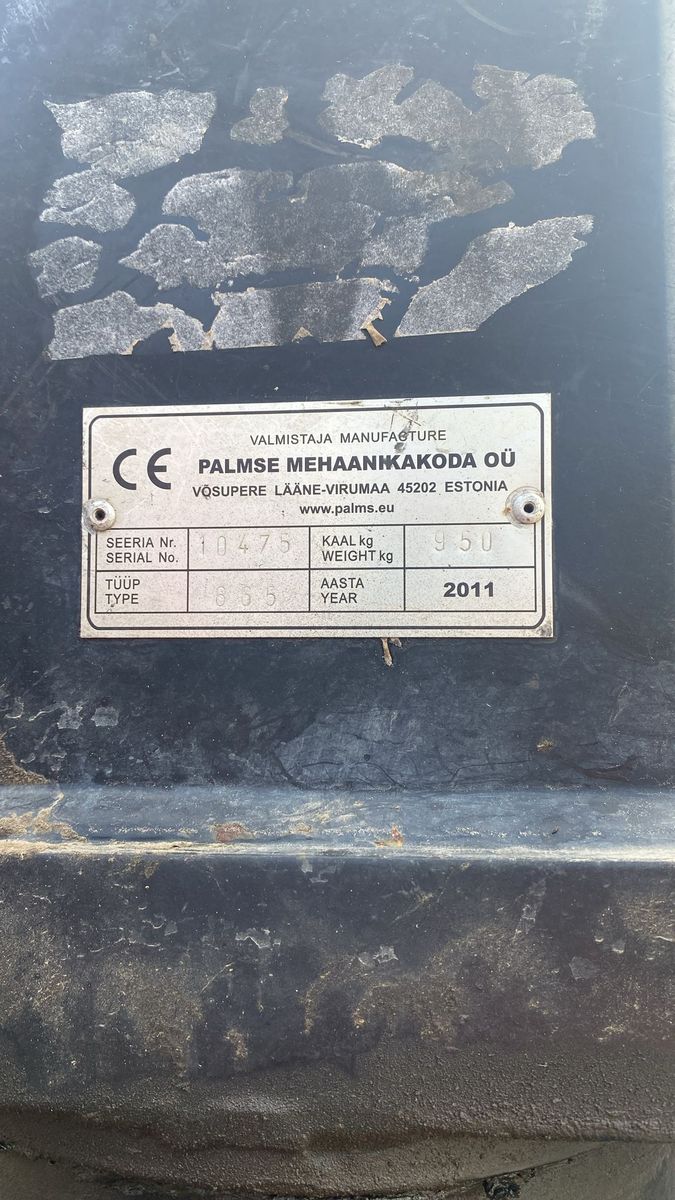 VALMISTAJA MANUFACTURE
CE PALMSE MEHAANIKAKODA OÜ
VÕSUPERE LÄÄNE-VIRUMAA 45202 ESTONIA
www.palms.eu
SEERIA Nr. 10475 KAAL kg 950
SERIAL No. WEIGHT kg
TÜÜP AASTA 2011
TYPE YEAR